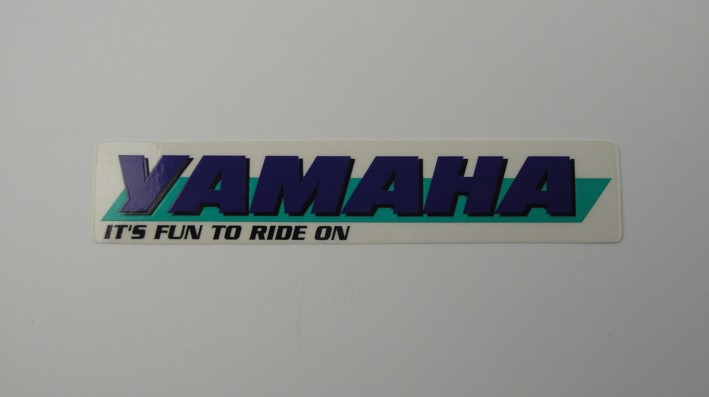 YAMAHA
IT'S FUN TO RIDE ON